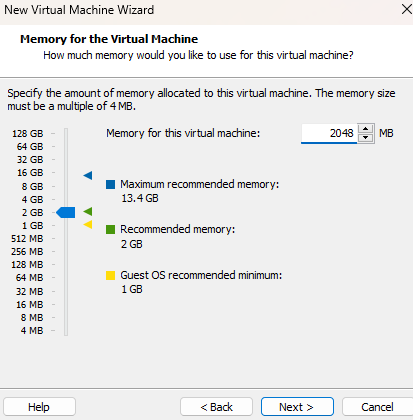 New Virtual Machine Wizard
Memory for the Virtual Machine
How much memory would you like to use for this virtual machine?
Specify the amount of memory allocated to this virtual machine. The memory size
must be a multiple of 4 MB.
Memory for this virtual machine: 2048 MB
128 GB
64 GB
32 GB
16 GB
8 GB
4 GB
2 GB
1 GB
512 MB
256 MB
128 MB
64 MB
32 MB
16 MB
8 MB
4 MB
Maximum recommended memory:
13.4 GB
Recommended memory:
2 GB
Guest OS recommended minimum:
1 GB
Help
< Back
Next >
Cancel